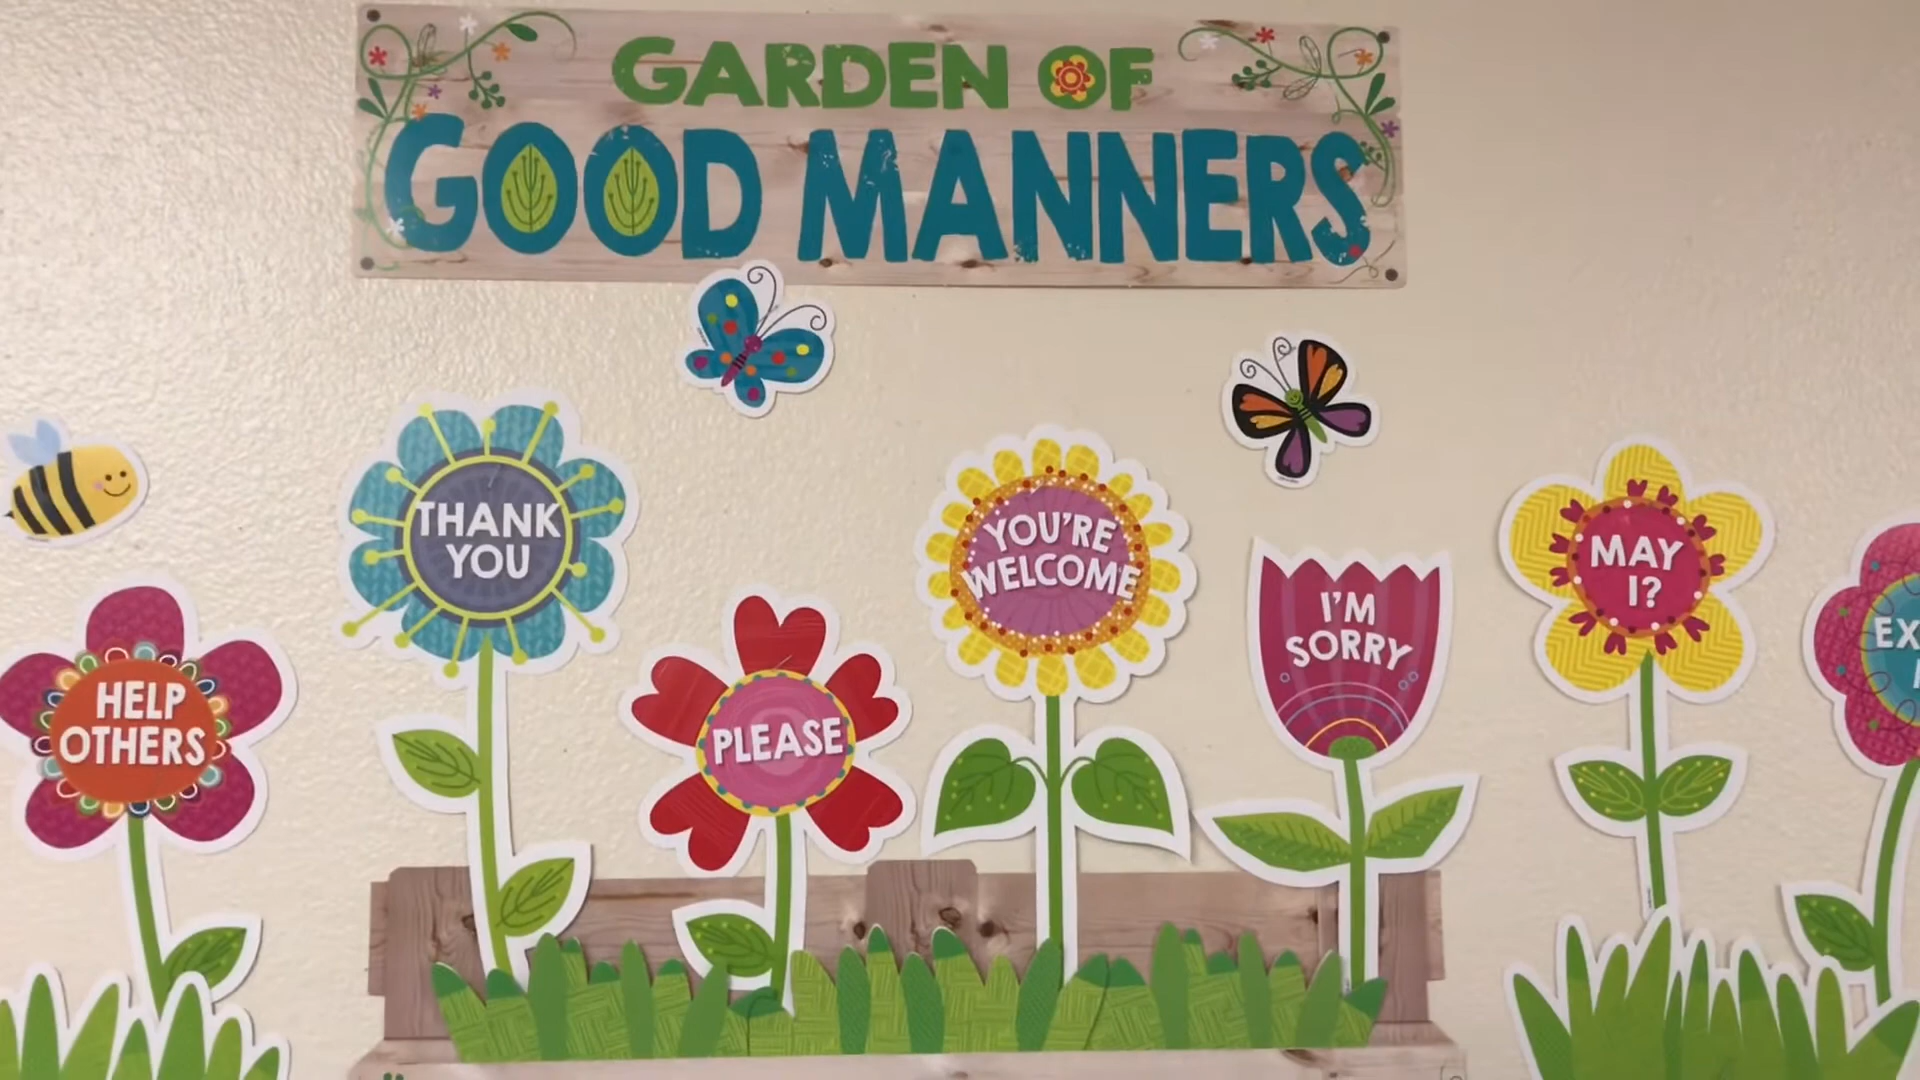 GARDEN OF
GOOD MANNERS
THANK
YOU
YOU'RE
WELCOME
MAY
I?
I'M
SORRY
HELP
OTHERS
PLEASE